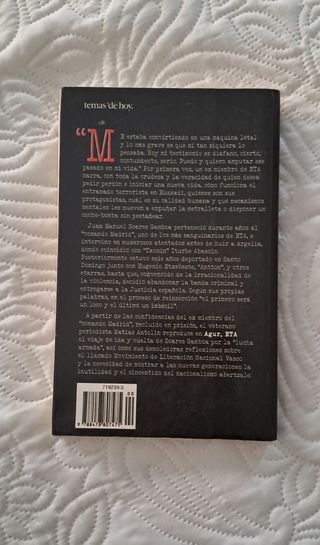 temas'de hoy.
"M
E estaba convirtiendo en una máquina letal
y lo más grave es que ni tan siquiera lo
pensaba. Hoy mi testimonio es diáfano, cierto,
contundente, serio. Puedo y quiero amputar ese
pasado en mi vida". Por primera vez, un ex miembro de ETA
narra, con toda la crudeza y la veracidad de quien desea
pedir perdón e iniciar una nueva vida, cómo funciona el
entramado terrorista en Euskadi, quiénes son sus
protagonistas, cuál es su calidad humana y qué mecanismos
mentales les mueven a empuñar la metralleta o disponer un
coche-bomba sin pestañear.
Juan Manuel Soares Gamboa perteneció durante años al
"comando Madrid", uno de los más sanguinarios de ETA, e
intervino en numerosos atentados antes de huir a Argelia,
donde coincidió con "Txomin" Iturbe Abasolo.
Posteriormente estuvo seis años deportado en Santo
Domingo junto con Eugenio Etxebeste, "Antton", y otros
etarras, hasta que, convencido de la irracionalidad de
la violencia, decidió abandonar la banda criminal y
entregarse a la Justicia española. Según sus propias
palabras, en el proceso de reinserción "el primero será
un loco y el último un imbécil".
A partir de las confidencias del ex miembro del
"comando Madrid", recluido en prisión, el veterano
periodista Matías Antolín reproduce en Agur, ETA
el viaje de ida y vuelta de Soares Gamboa por la "lucha
armada", así como sus demoledoras reflexiones sobre
el llamado Movimiento de Liberación Nacional Vasco
y la necesidad de mostrar a las nuevas generaciones la
inutilidad y el sinsentido del nacionalismo abertzale
719233-3
00
9 788478 807475